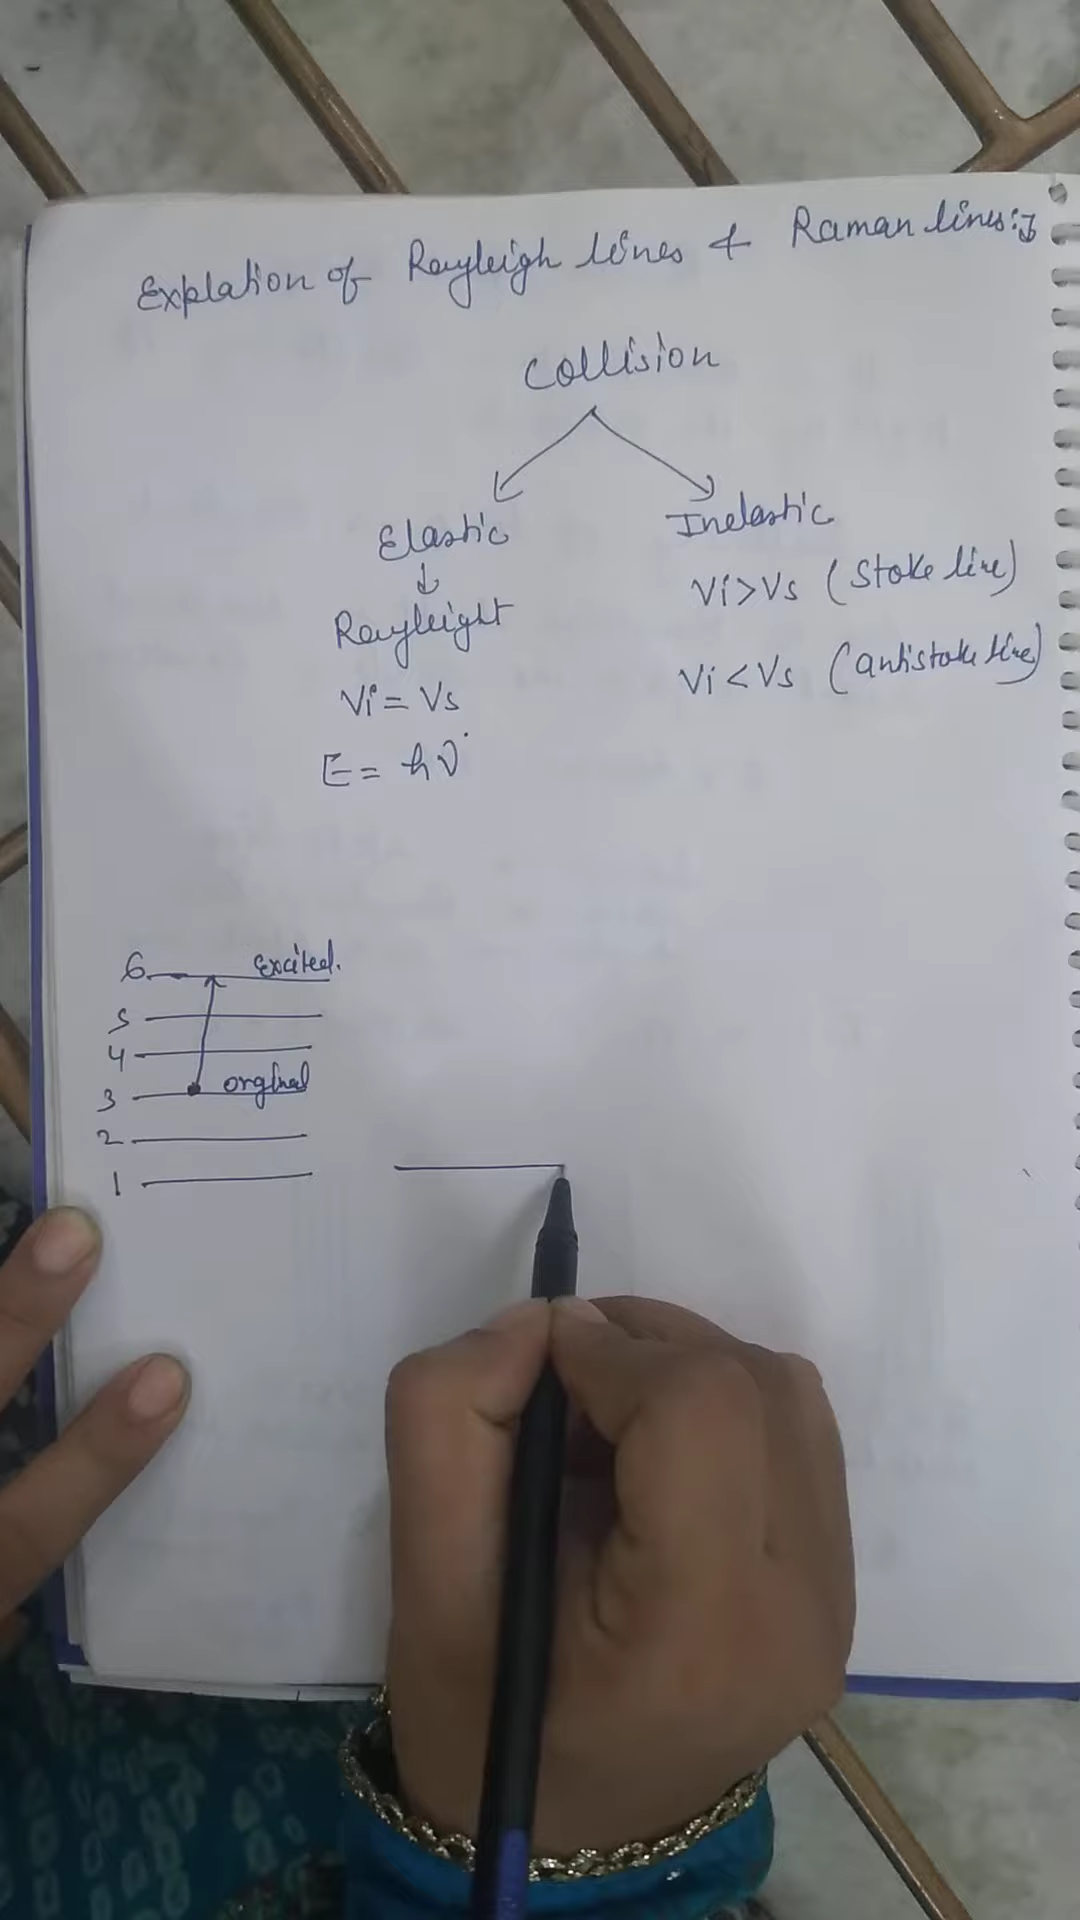 Explation of Rayleigh lines & Raman lines:↓
Collision
Elastic
Inelastic
↓
Rayleight
Vi = Vs
E = hν
Vi>Vs (Stoke line)
Vi<Vs (antistoke line)
6 Excited.
5
4
3 orginal
2
1